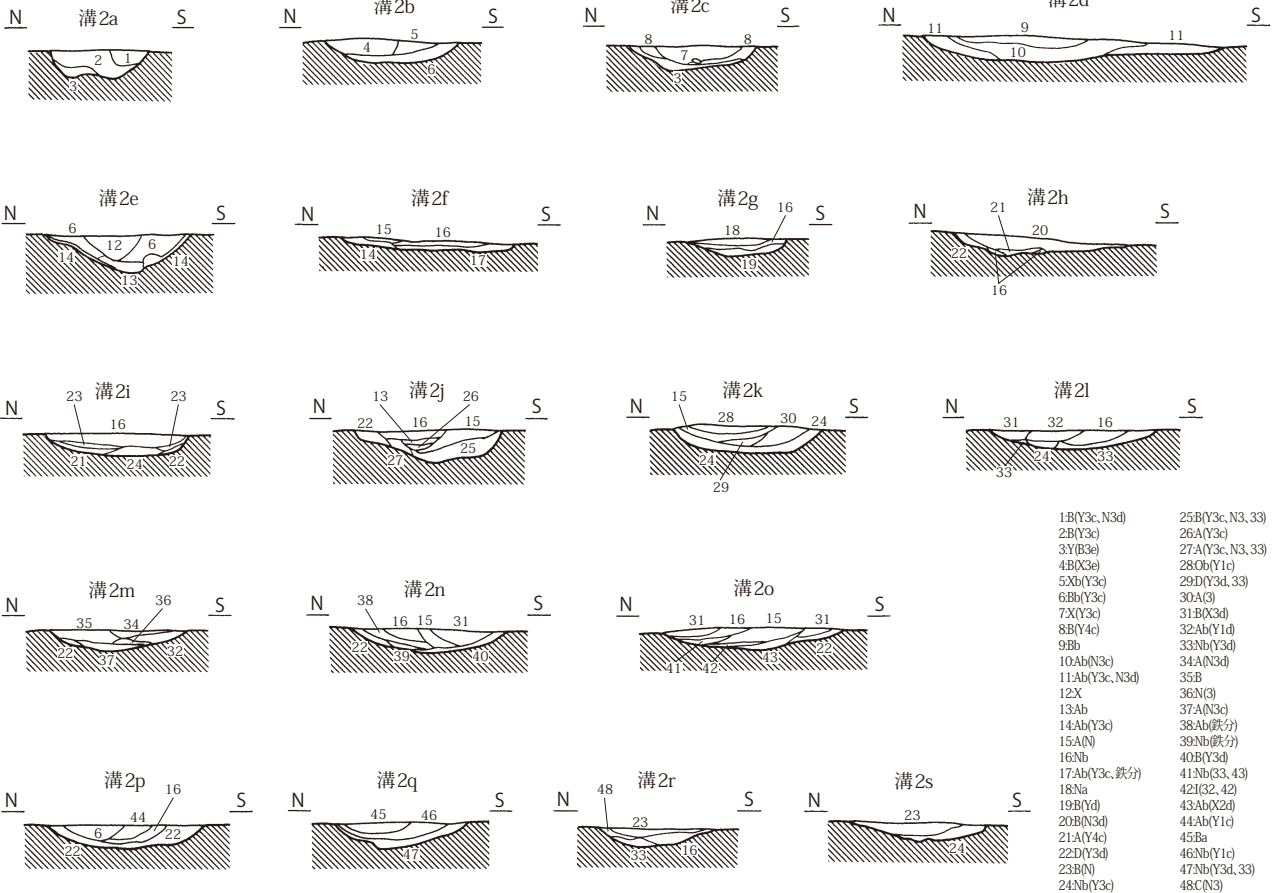 溝2a
N S
2 1
3
溝2b
N S
5
4
6
溝2c
N S
8 8
7
3
溝2d
N S
11 9 11
10
溝2e
N S
6
12 6
14 14
13
溝2f
N S
15 16
14 17
溝2g
N S
16
18
19
溝2h
N S
21 20
22
16
溝2i
N S
23 23
16
21 24 22
溝2j
N S
13 26
22 16 15
25
27
溝2k
N S
15 28 30 24
24
29
溝2l
N S
31 32 16
33 24 33
溝2m
N S
36
35 34
22 37 32
溝2n
N S
38
16 15 31
22 39 40
溝2o
N S
31 16 15 31
41 42 43 22
溝2p
N S
16
44
6 22
22
溝2q
N S
45 46
47
溝2r
N S
48
23
33 16
溝2s
N S
23
24
1:B(Y3c、N3d)
2:B(Y3c)
3:Y(B3e)
4:B(X3e)
5:Xb(Y3c)
6:Bb(Y3c)
7:X(Y3c)
8:B(Y4c)
9:Bb
10:Ab(N3c)
11:Ab(Y3c、N3d)
12:X
13:Ab
14:Ab(Y3c)
15:A(N)
16:Nb
17:Ab(Y3c、鉄分)
18:Na
19:B(Yd)
20:B(N3d)
21:A(Y4c)
22:D(Y3d)
23:B(N)
24:Nb(Y3c)
25:B(Y3c、N3、33)
26:A(Y3c)
27:A(Y3c、N3、33)
28:Ob(Y1c)
29:D(Y3d、33)
30:A(3)
31:B(X3d)
32:Ab(Y1d)
33:Nb(Y3d)
34:A(N3d)
35:B
36:N(3)
37:A(N3c)
38:Ab(鉄分)
39:Nb(鉄分)
40:B(Y3d)
41:Nb(33、43)
42:I(32、42)
43:Ab(X2d)
44:Ab(Y1c)
45:Ba
46:Nb(Y1c)
47:Nb(Y3d、33)
48:C(N3)